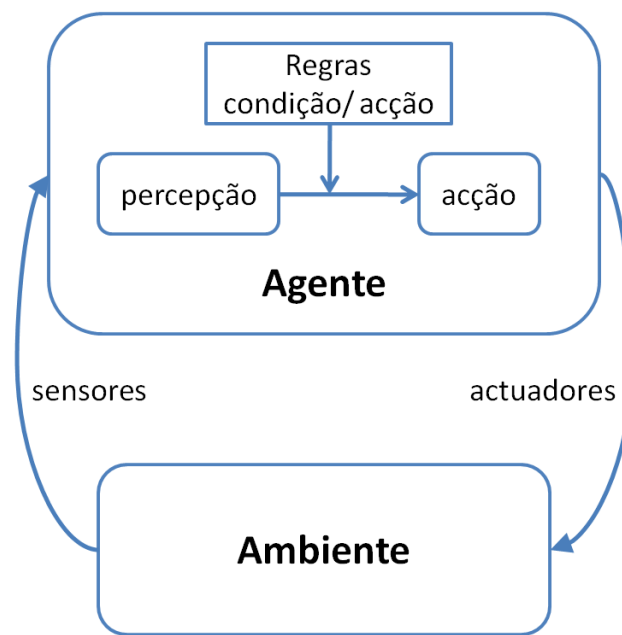 Regras
condição/ acção
percepção
acção
Agente
sensores
actuadores
Ambiente